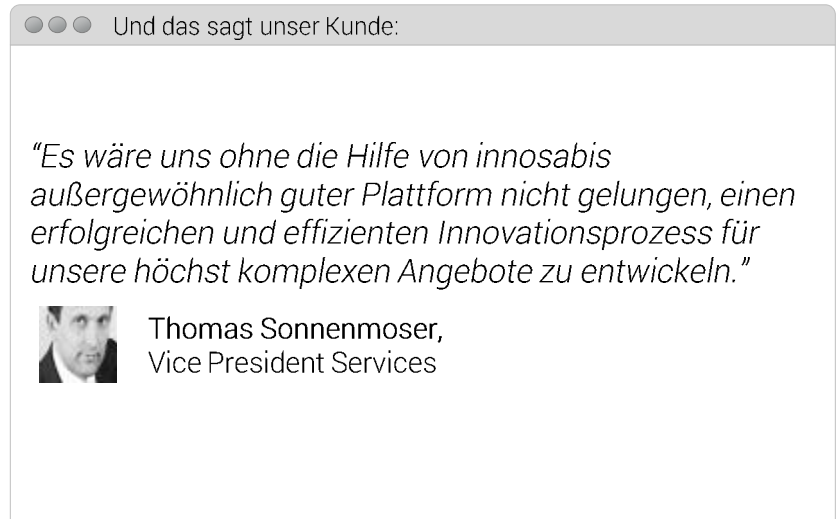 Und das sagt unser Kunde:
“Es wäre uns ohne die Hilfe von innosabis
außergewöhnlich guter Plattform nicht gelungen, einen
erfolgreichen und effizienten Innovationsprozess für
unsere höchst komplexen Angebote zu entwickeln.”
Thomas Sonnenmoser,
Vice President Services